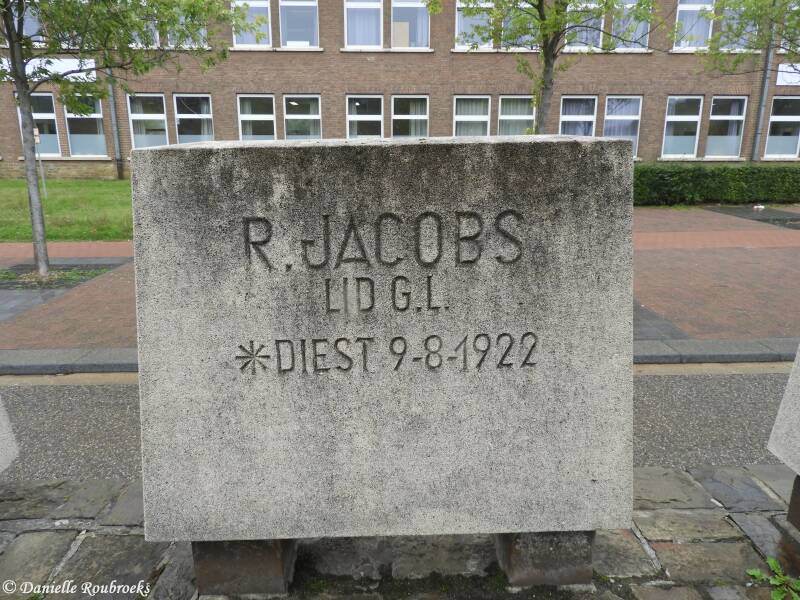 R. JACOBS
LID G.L.
*DIEST 9-8-1922
© Danielle Roubroeks